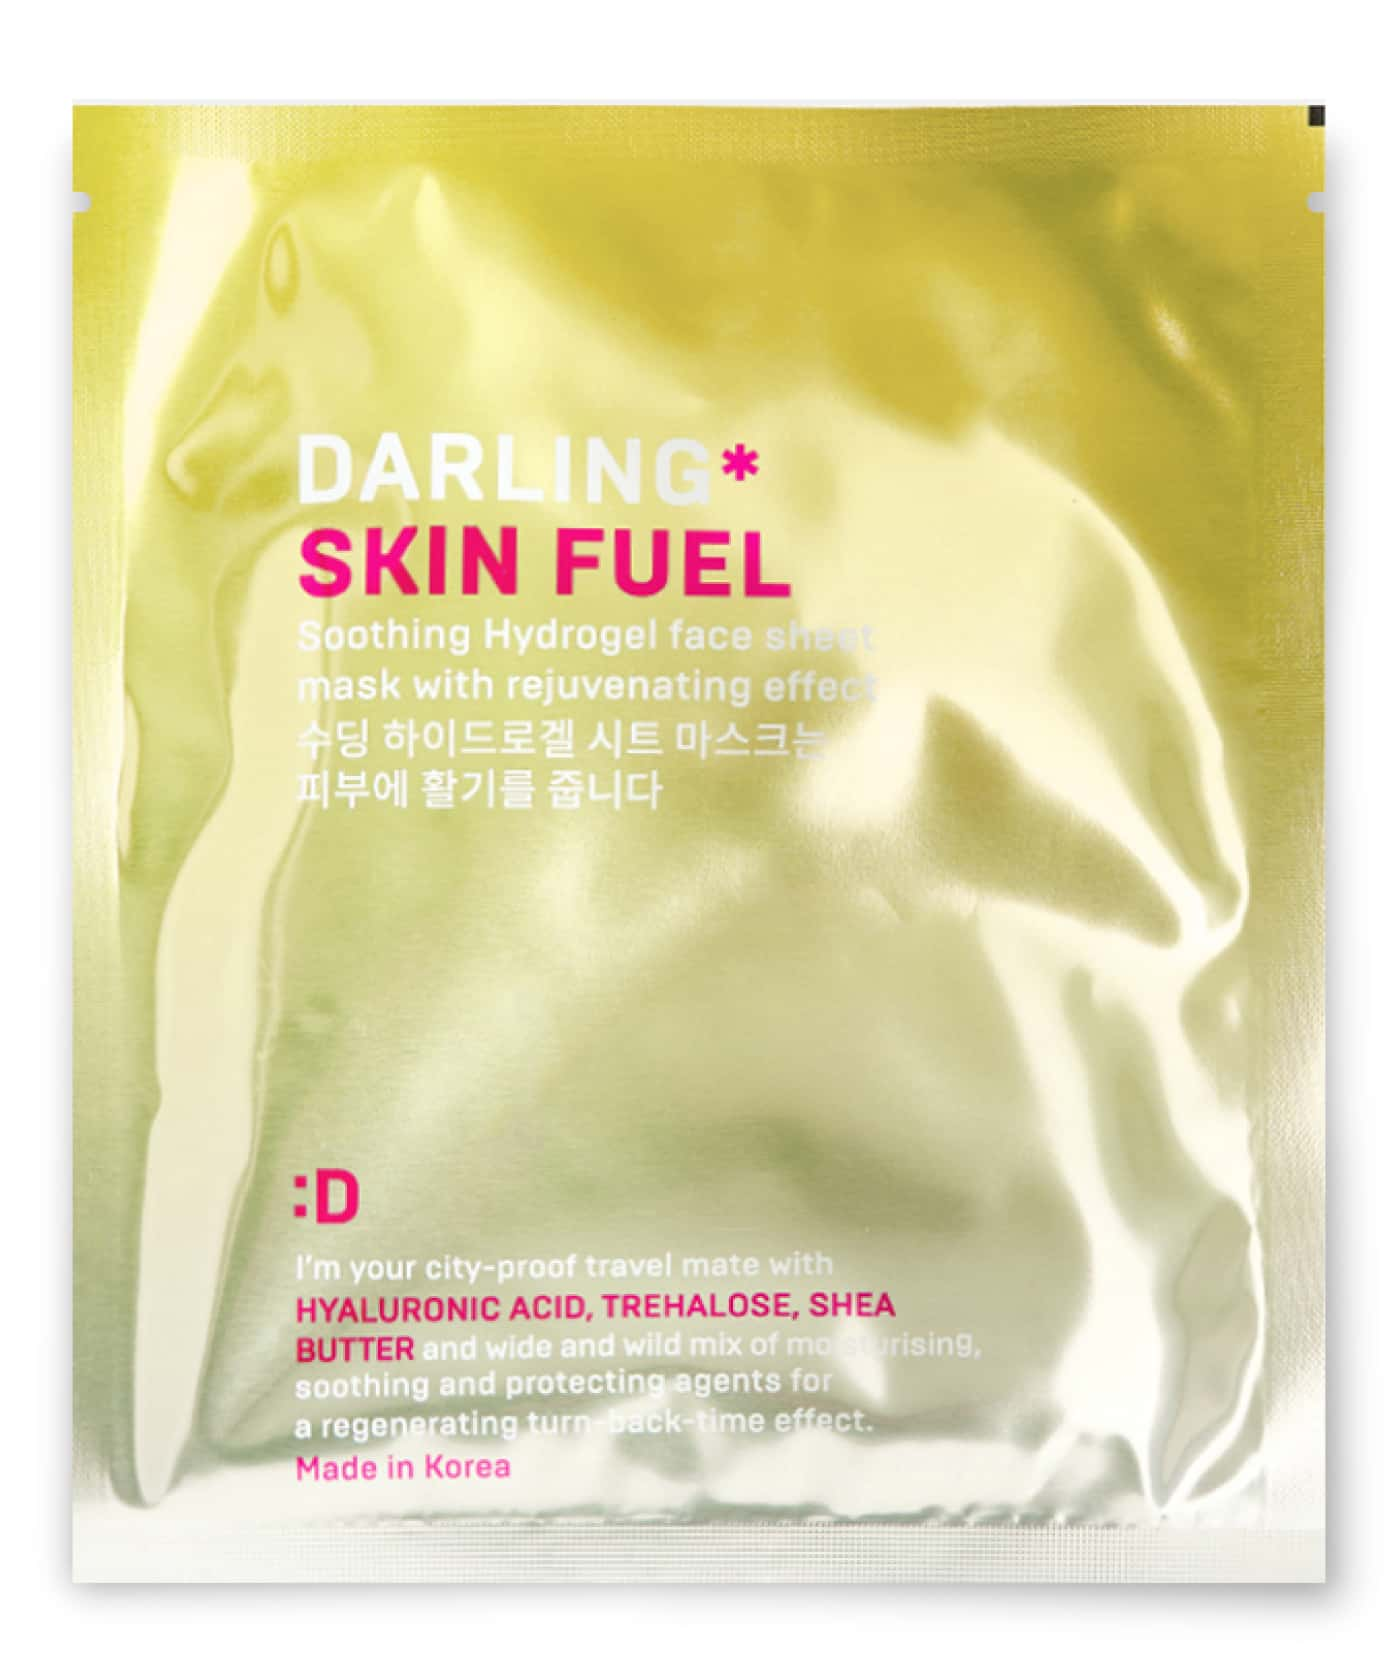 DARLING*
SKIN FUEL
Soothing Hydrogel face sheet
mask with rejuvenating effect
수딩 하이드로겔 시트 마스크는
피부에 활기를 줍니다
:D
I'm your city-proof travel mate with
HYALURONIC ACID, TREHALOSE, SHEA
BUTTER and wide and wild mix of moisturising,
soothing and protecting agents for
a regenerating turn-back-time effect.
Made in Korea